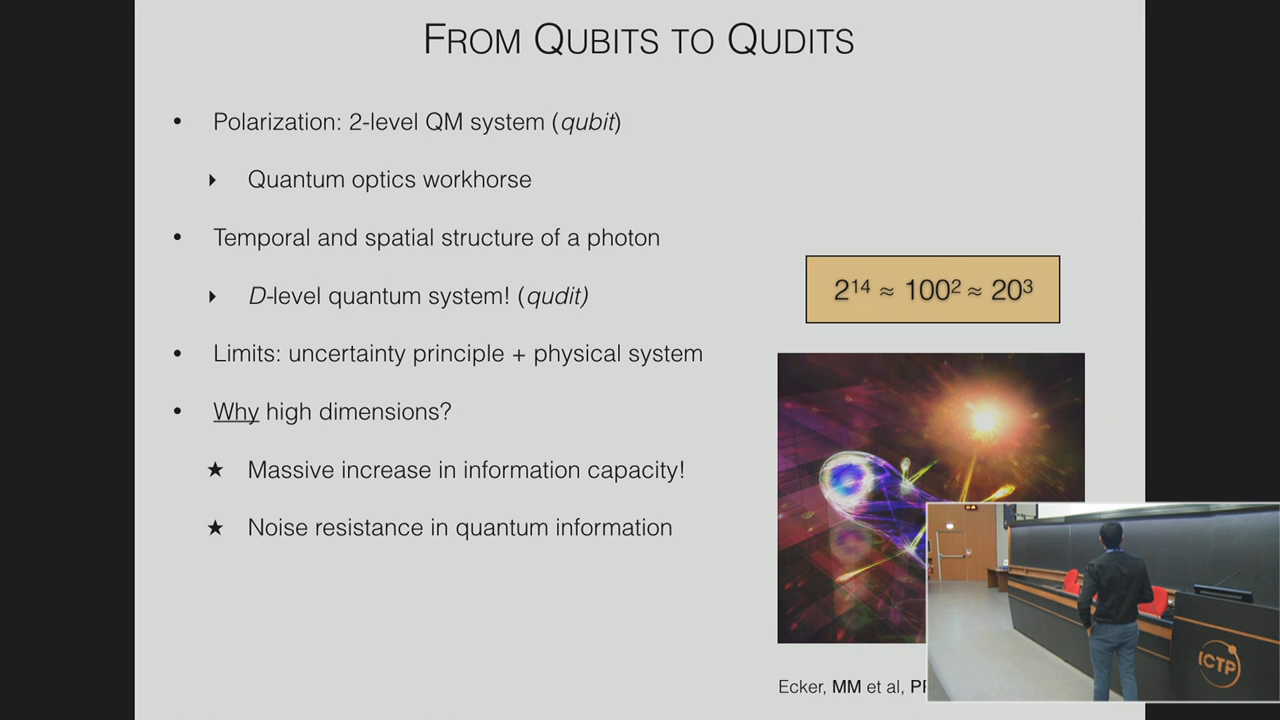 FROM QUBITS TO QUDITS
• Polarization: 2-level QM system (qubit)
‣ Quantum optics workhorse
• Temporal and spatial structure of a photon
‣ D-level quantum system! (qudit)
2¹⁴ ≈ 100² ≈ 20³
• Limits: uncertainty principle + physical system
• Why high dimensions?
★ Massive increase in information capacity!
★ Noise resistance in quantum information
Ecker, MM et al,
ICTP